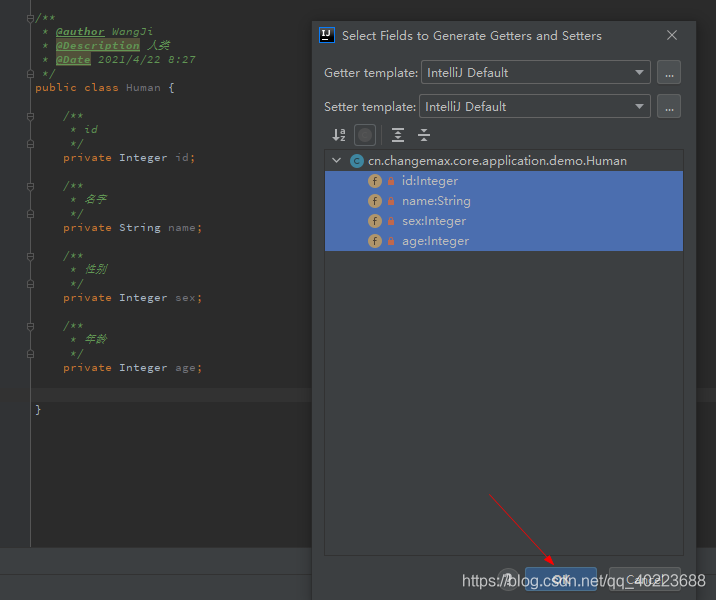 /**
* @author WangJi
* @Description 人类
* @Date 2021/4/22 8:27
*/
public class Human {
/**
* id
*/
private Integer id;
/**
* 名字
*/
private String name;
/**
* 性别
*/
private Integer sex;
/**
* 年龄
*/
private Integer age;
}
IJ Select Fields to Generate Getters and Setters
Getter template: IntelliJ Default ...
Setter template: IntelliJ Default ...
cn.changemax.core.application.demo.Human
id:Integer
name:String
sex:Integer
age:Integer
? OK Cancel
https://blog.csdn.net/qq_40223688